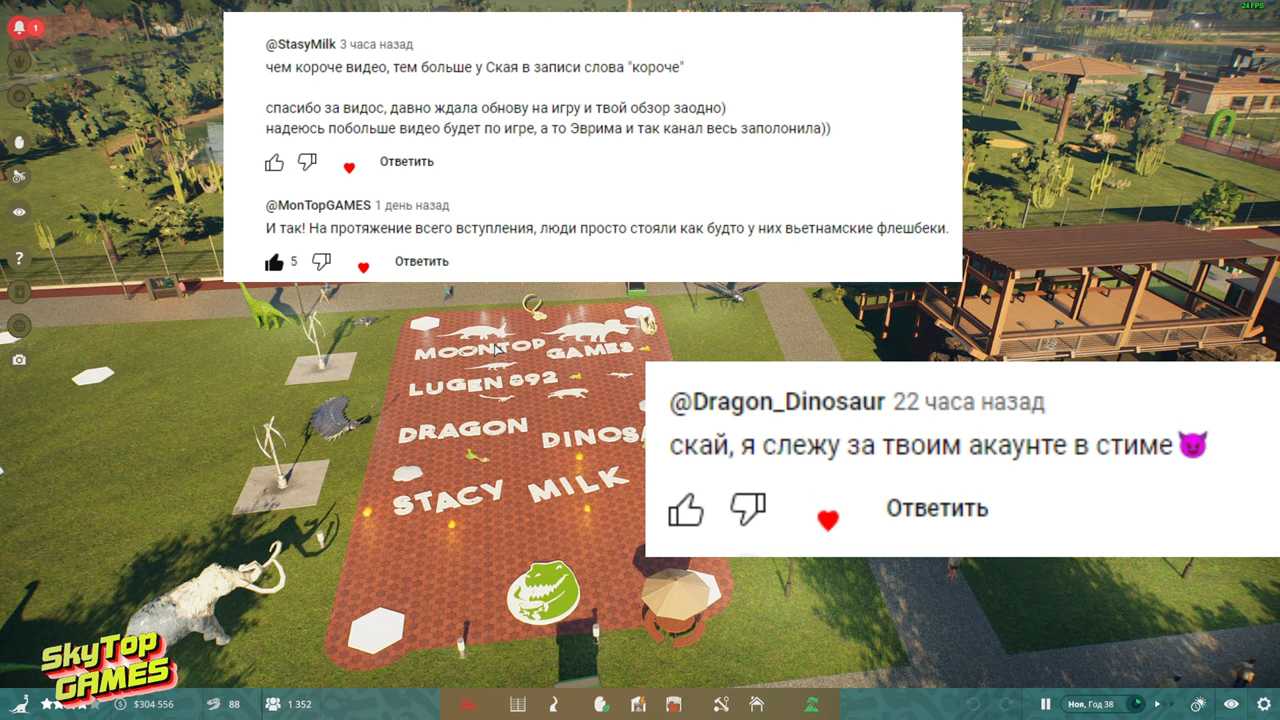 24 FPS
1
@StasyMilk 3 часа назад
чем короче видео, тем больше у Ская в записи слова "короче"
спасибо за видос, давно ждала обнову на игру и твой обзор заодно)
надеюсь побольше видео будет по игре, а то Эврима и так канал весь заполонила))
Ответить
@MonTopGAMES 1 день назад
И так! На протяжение всего вступления, люди просто стояли как будто у них вьетнамские флешбеки.
5 Ответить
MOONTOP GAMES
LUGEN 892
DRAGON DINOS
STACY MILK
@Dragon_Dinosaur 22 часа назад
скай, я слежу за твоим акаунте в стиме😈
Ответить
SkyTop
GAMES
$304 556 88 1 352
Ноя, Год 38